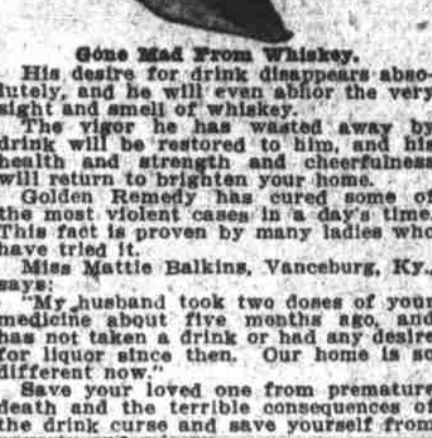 Gone Mad From Whiskey.
His desire for drink disappears abso-
lutely, and he will even abhor the very
sight and smell of whiskey.
The vigor he has wasted away by
drink will be restored to him, and his
health and strength and cheerfulness
will return to brighten your home.
Golden Remedy has cured some of
the most violent cases in a day's time.
This fact is proven by many ladies who
have tried it.
Miss Mattie Balkins, Vanceburg, Ky.,
says:
"My husband took two doses of your
medicine about five months ago, and
has not taken a drink or had any desire
for liquor since then. Our home is so
different now."
Save your loved one from premature
death and the terrible consequences of
the drink curse and save yourself from